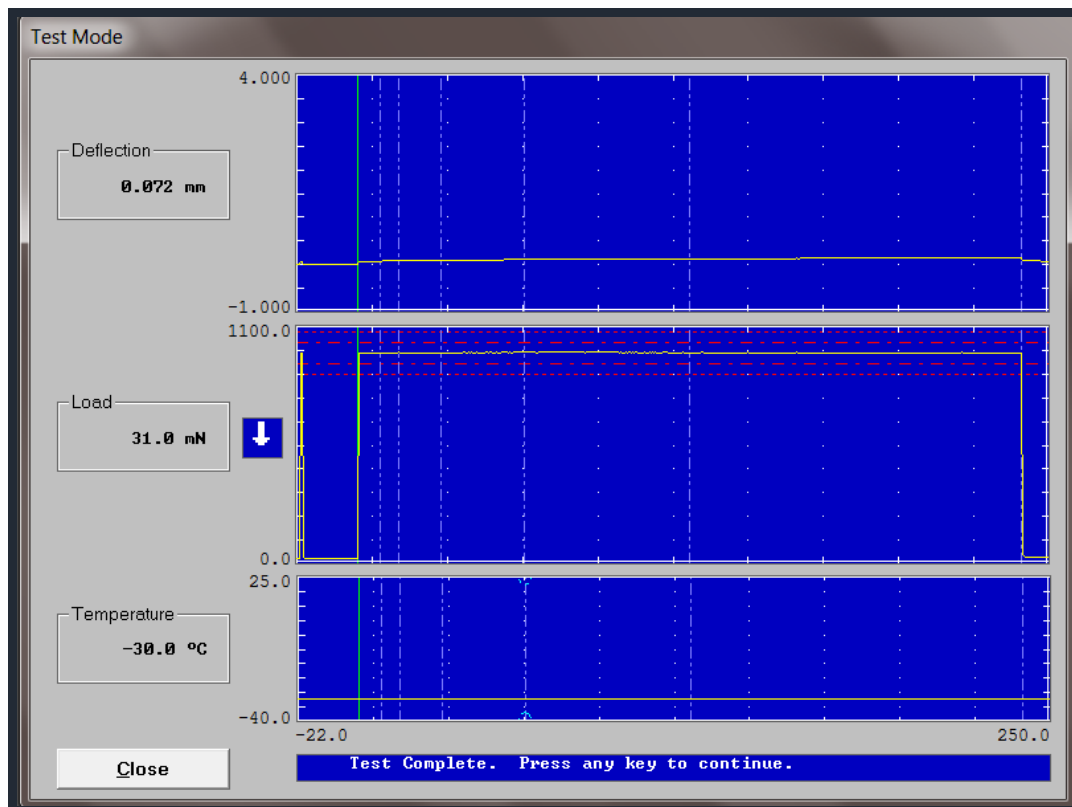 Test Mode
4.000
Deflection
0.072 mm
-1.000
1100.0
Load
31.0 mN
0.0
25.0
Temperature
-30.0 ºC
-40.0
-22.0 250.0
Close
Test Complete. Press any key to continue.